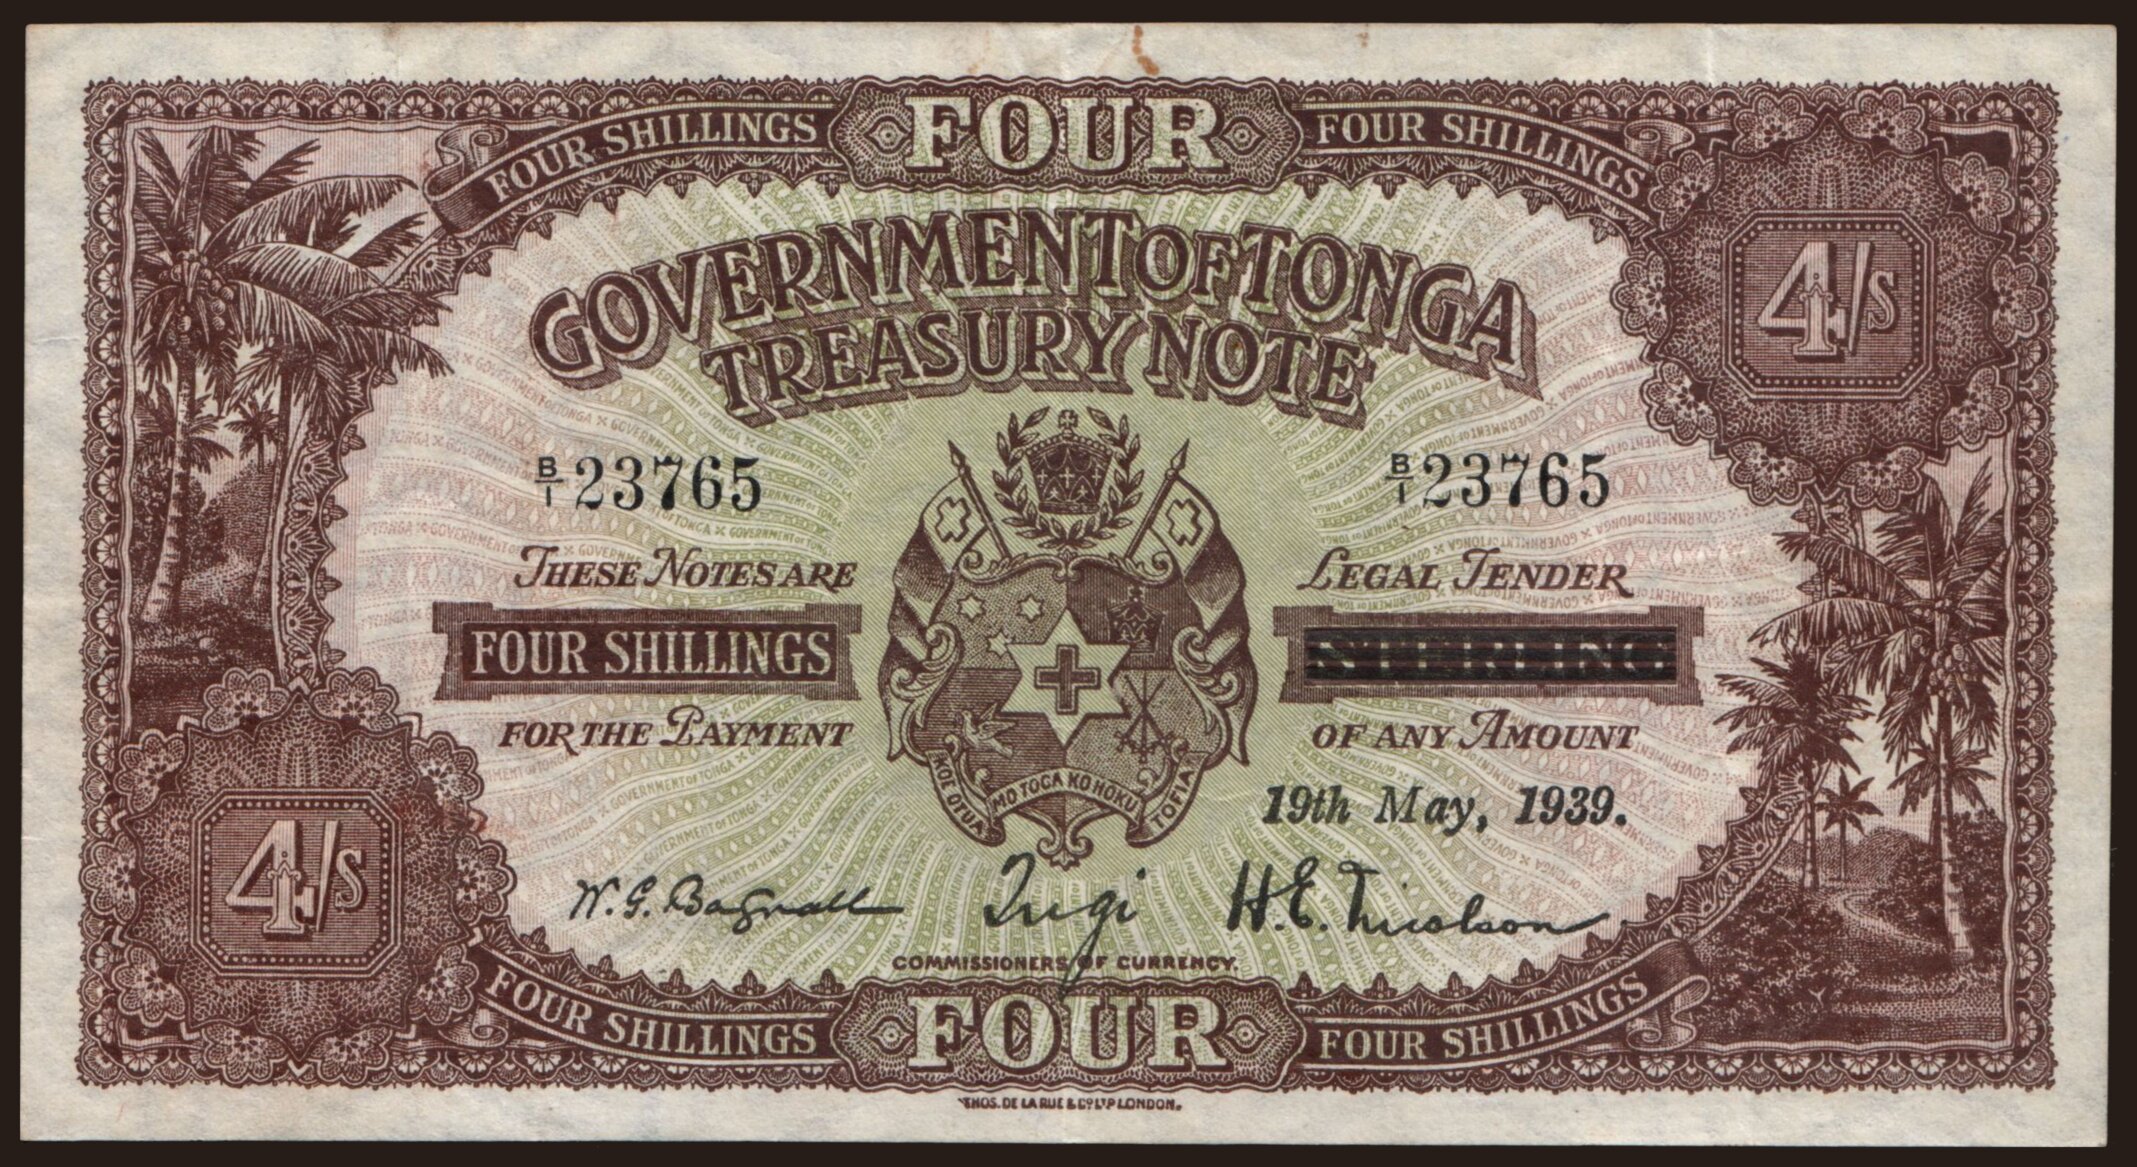 FOUR SHILLINGS FOUR FOUR SHILLINGS
4/s
GOVERNMENT OF TONGA
TREASURY NOTE
B/1 23765 B/1 23765
THESE NOTES ARE LEGAL TENDER
FOUR SHILLINGS STERLING
FOR THE PAYMENT OF ANY AMOUNT
KOE OTUA MO TOGA KO HOKU TOFIA
19th May, 1939.
4/s
W. G. Bagnall Tugi H. E. Nicolson
COMMISSIONERS OF CURRENCY.
FOUR SHILLINGS FOUR FOUR SHILLINGS
THOS. DE LA RUE & CO LTD LONDON.